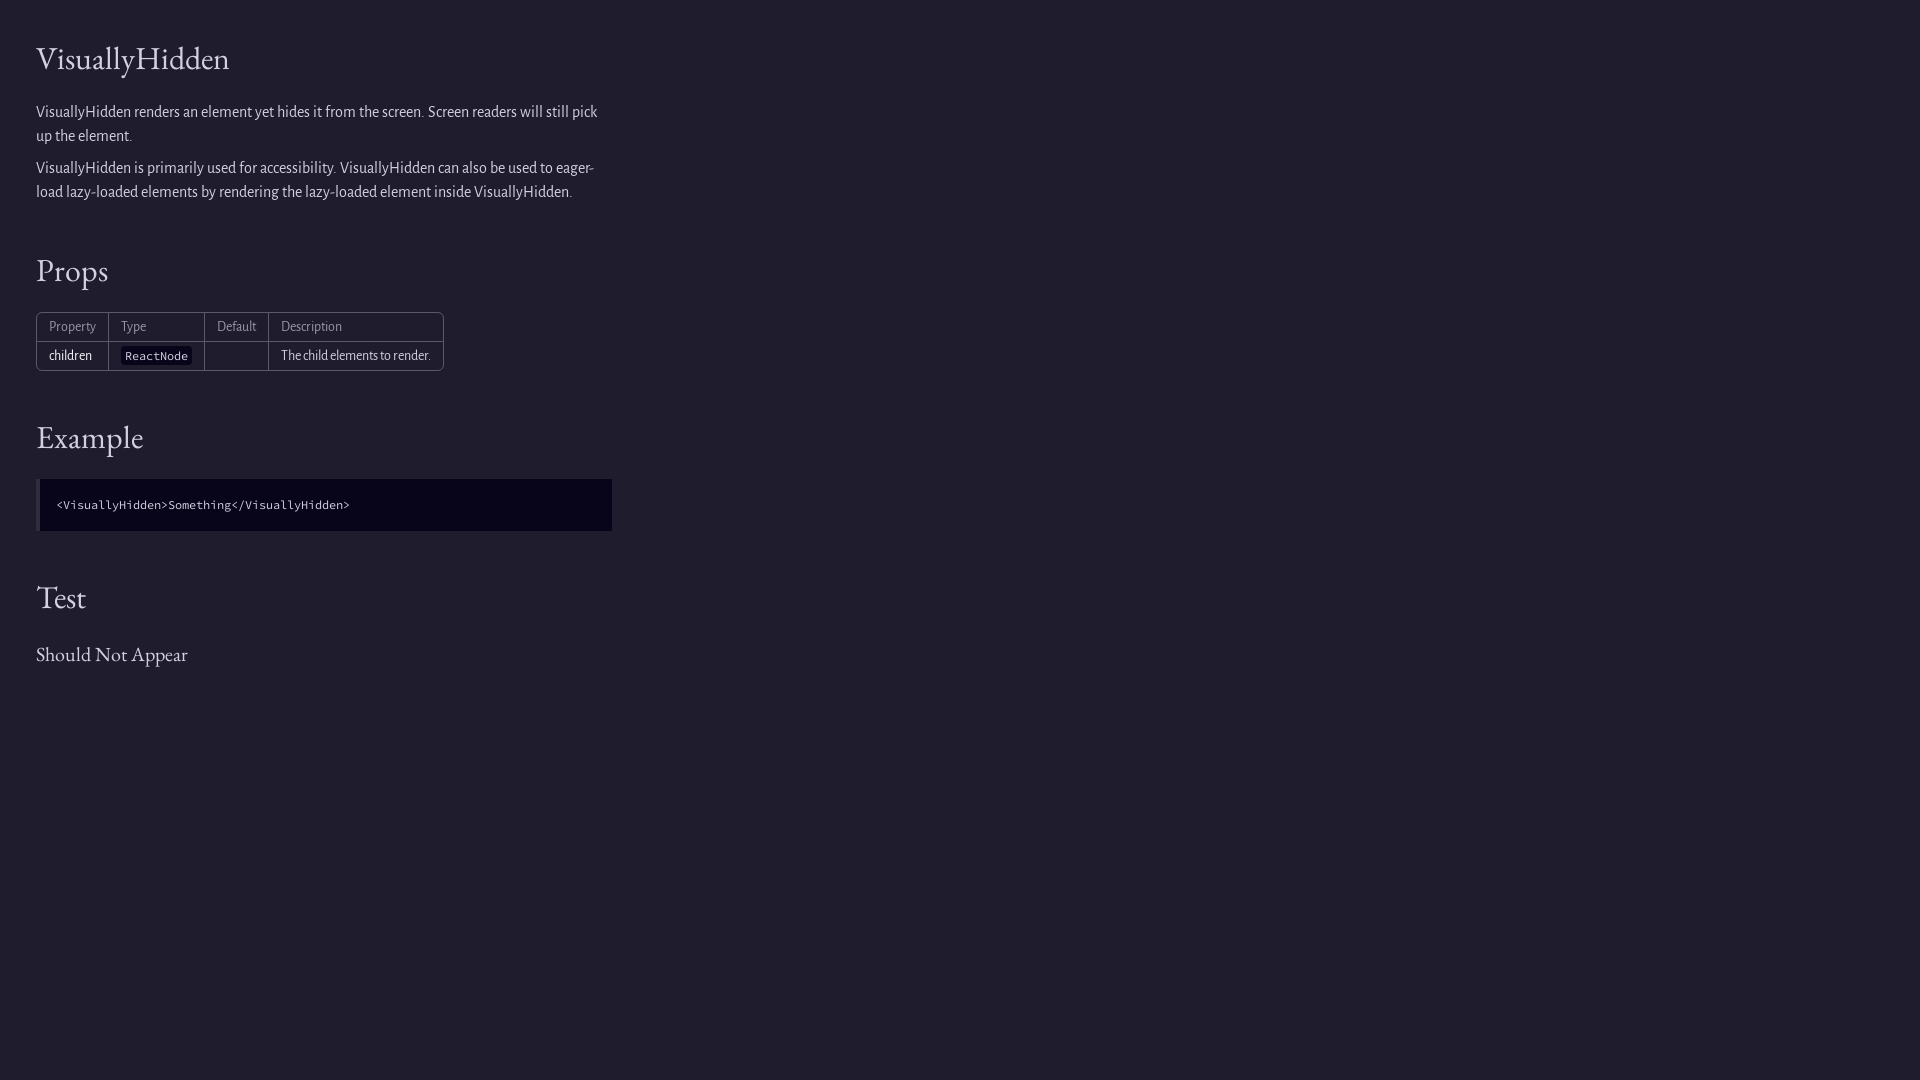 VisuallyHidden
VisuallyHidden renders an element yet hides it from the screen. Screen readers will still pick
up the element.
VisuallyHidden is primarily used for accessibility. VisuallyHidden can also be used to eager-
load lazy-loaded elements by rendering the lazy-loaded element inside VisuallyHidden.
Props
Property Type Default Description
children ReactNode The child elements to render.
Example
<VisuallyHidden>Something</VisuallyHidden>
Test
Should Not Appear